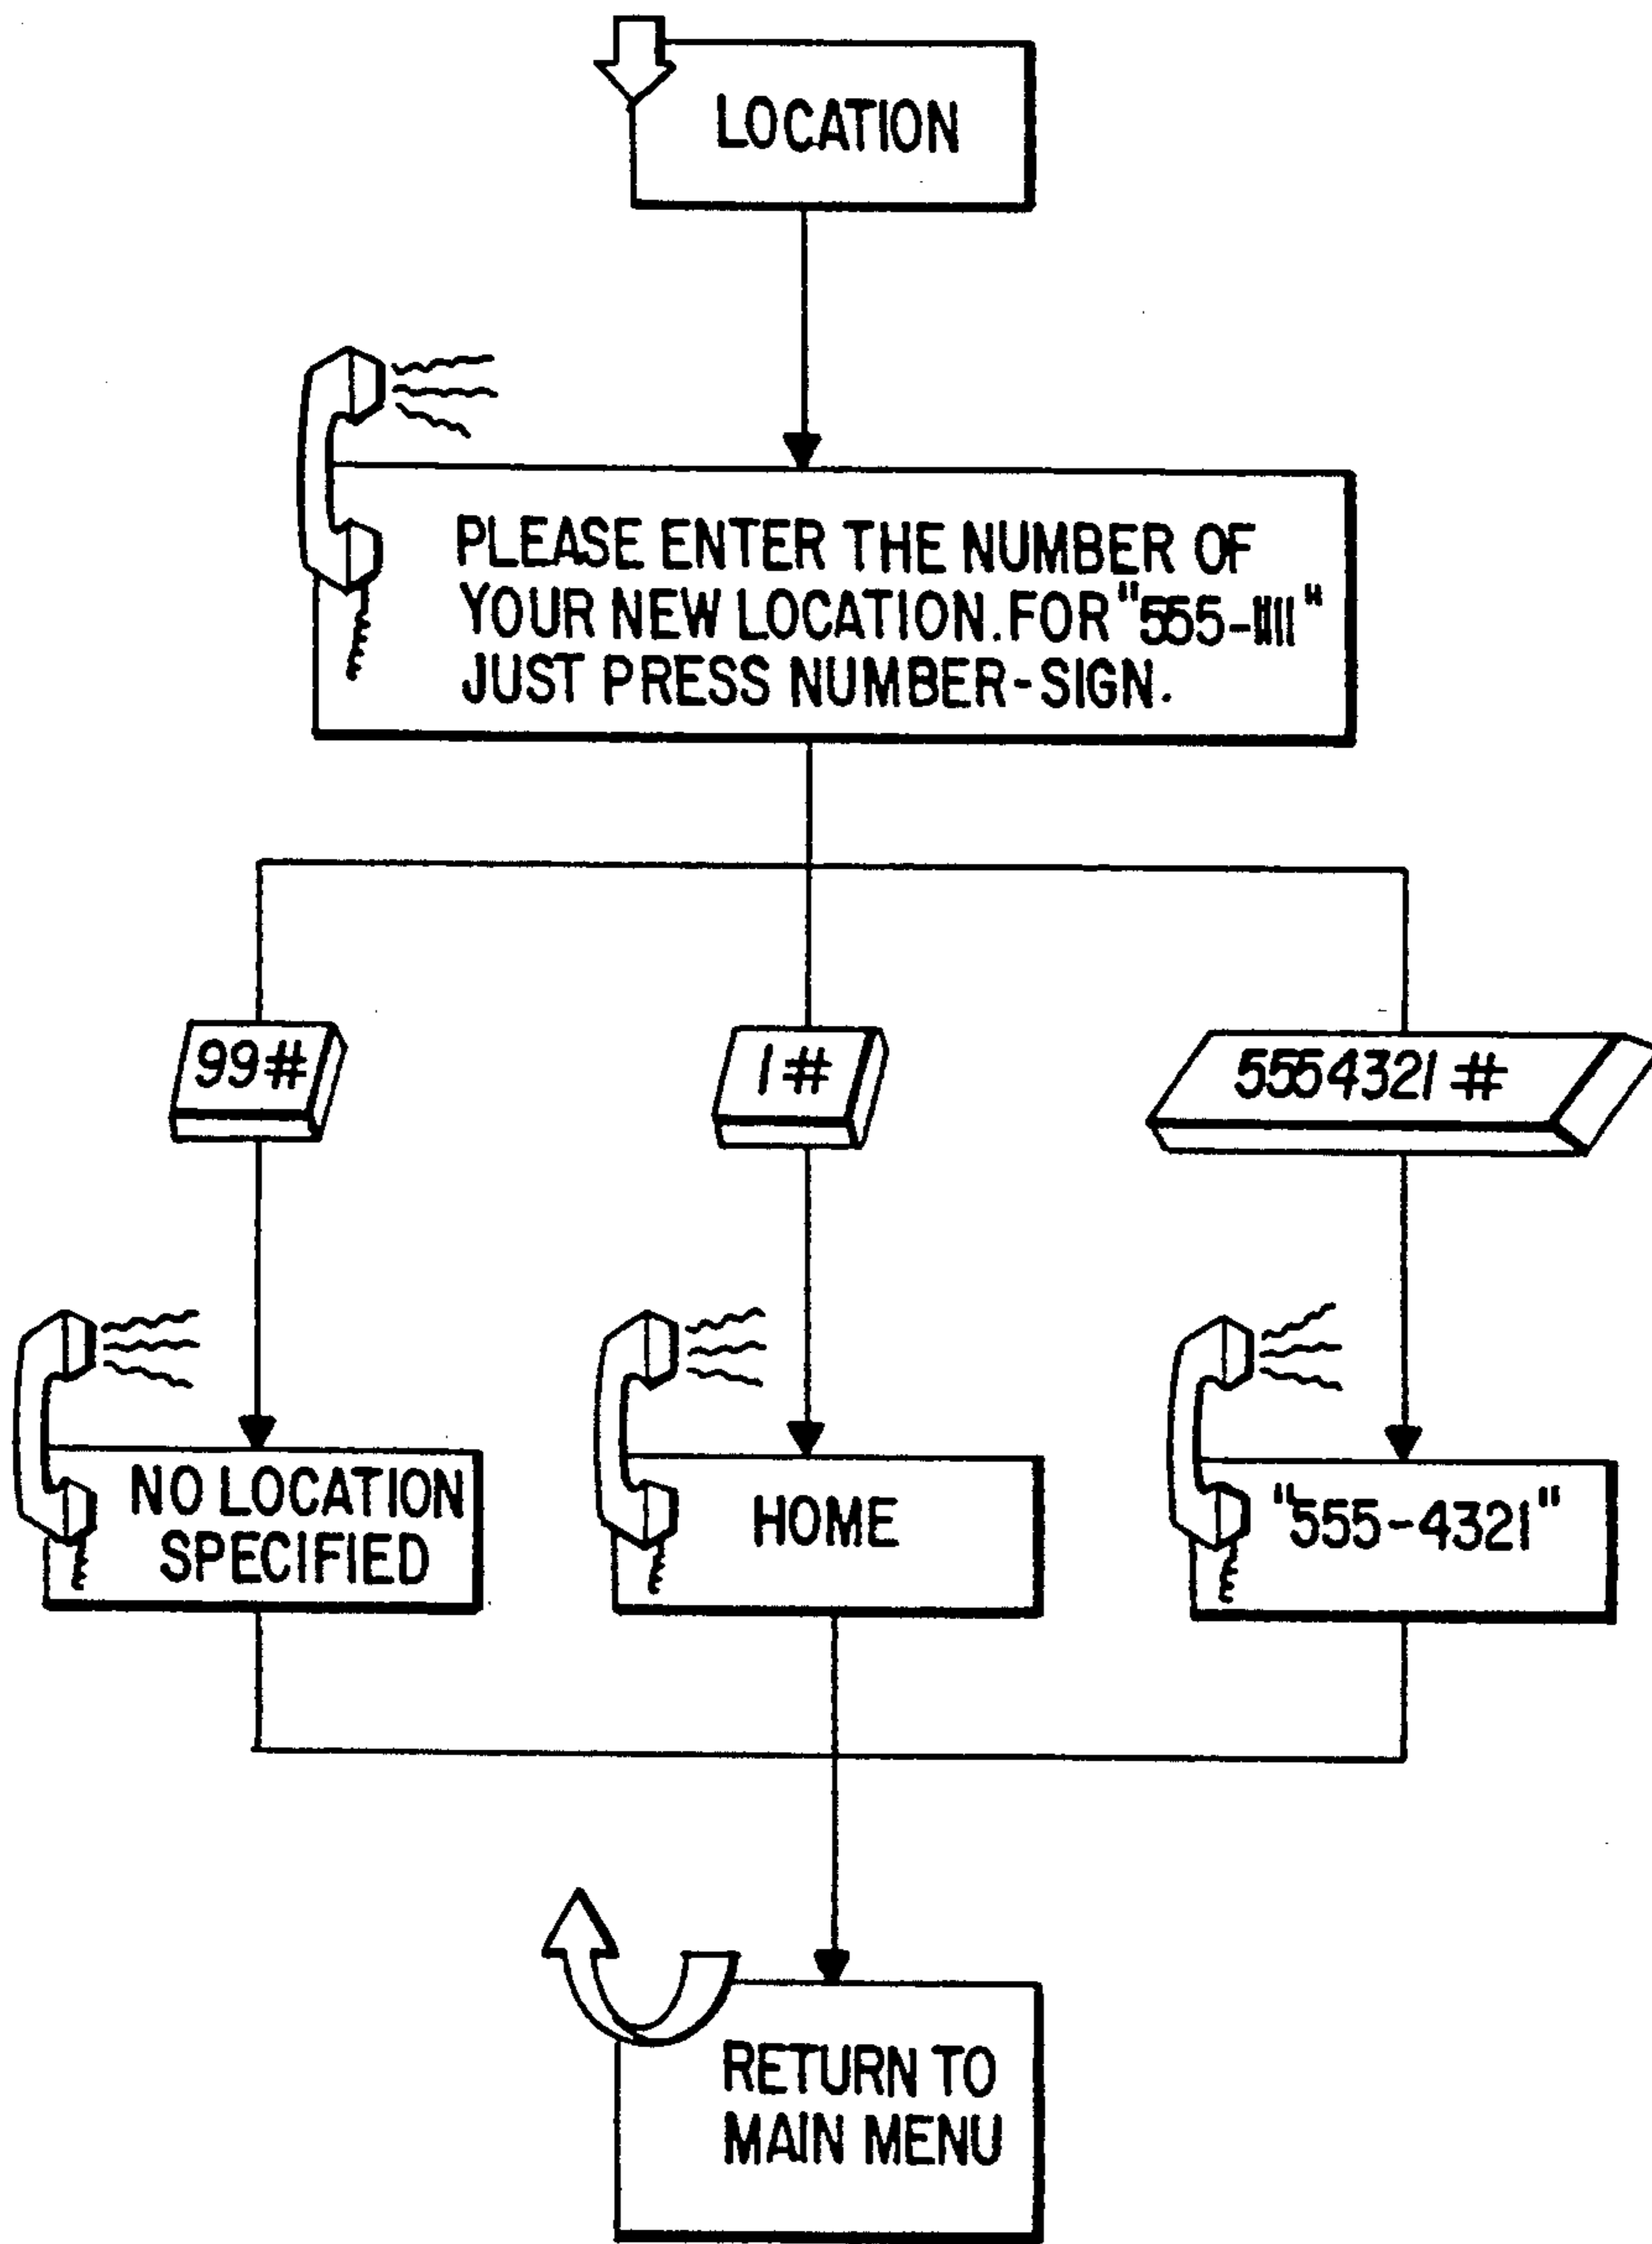 LOCATION
PLEASE ENTER THE NUMBER OF
YOUR NEW LOCATION. FOR "555-1111"
JUST PRESS NUMBER-SIGN.
99#
1#
5554321#
NO LOCATION
SPECIFIED
HOME
"555-4321"
RETURN TO
MAIN MENU